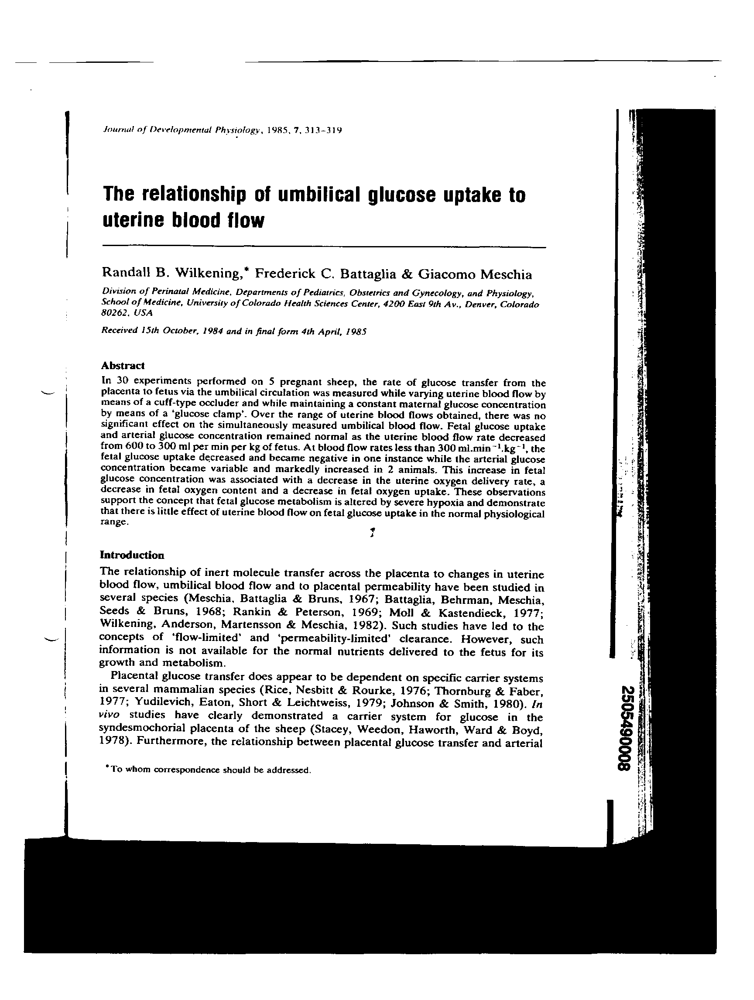 Journal of Developmental Physiology, 1985, 7, 313–319
The relationship of umbilical glucose uptake to
uterine blood flow
Randall B. Wilkening,* Frederick C. Battaglia & Giacomo Meschia
Division of Perinatal Medicine, Departments of Pediatrics, Obstetrics and Gynecology, and Physiology,
School of Medicine, University of Colorado Health Sciences Center, 4200 East 9th Av., Denver, Colorado
80262, USA
Received 15th October, 1984 and in final form 4th April, 1985
Abstract
In 30 experiments performed on 5 pregnant sheep, the rate of glucose transfer from the
placenta to fetus via the umbilical circulation was measured while varying uterine blood flow by
means of a cuff-type occluder and while maintaining a constant maternal glucose concentration
by means of a 'glucose clamp'. Over the range of uterine blood flows obtained, there was no
significant effect on the simultaneously measured umbilical blood flow. Fetal glucose uptake
and arterial glucose concentration remained normal as the uterine blood flow rate decreased
from 600 to 300 ml per min per kg of fetus. At blood flow rates less than 300 ml.min⁻¹.kg⁻¹, the
fetal glucose uptake decreased and became negative in one instance while the arterial glucose
concentration became variable and markedly increased in 2 animals. This increase in fetal
glucose concentration was associated with a decrease in the uterine oxygen delivery rate, a
decrease in fetal oxygen content and a decrease in fetal oxygen uptake. These observations
support the concept that fetal glucose metabolism is altered by severe hypoxia and demonstrate
that there is little effect of uterine blood flow on fetal glucose uptake in the normal physiological
range.
Introduction
The relationship of inert molecule transfer across the placenta to changes in uterine
blood flow, umbilical blood flow and to placental permeability have been studied in
several species (Meschia, Battaglia & Bruns, 1967; Battaglia, Behrman, Meschia,
Seeds & Bruns, 1968; Rankin & Peterson, 1969; Moll & Kastendieck, 1977;
Wilkening, Anderson, Martensson & Meschia, 1982). Such studies have led to the
concepts of 'flow-limited' and 'permeability-limited' clearance. However, such
information is not available for the normal nutrients delivered to the fetus for its
growth and metabolism.
Placental glucose transfer does appear to be dependent on specific carrier systems
in several mammalian species (Rice, Nesbitt & Rourke, 1976; Thornburg & Faber,
1977; Yudilevich, Eaton, Short & Leichtweiss, 1979; Johnson & Smith, 1980). In
vivo studies have clearly demonstrated a carrier system for glucose in the
syndesmochorial placenta of the sheep (Stacey, Weedon, Haworth, Ward & Boyd,
1978). Furthermore, the relationship between placental glucose transfer and arterial
*To whom correspondence should be addressed.
2505490008